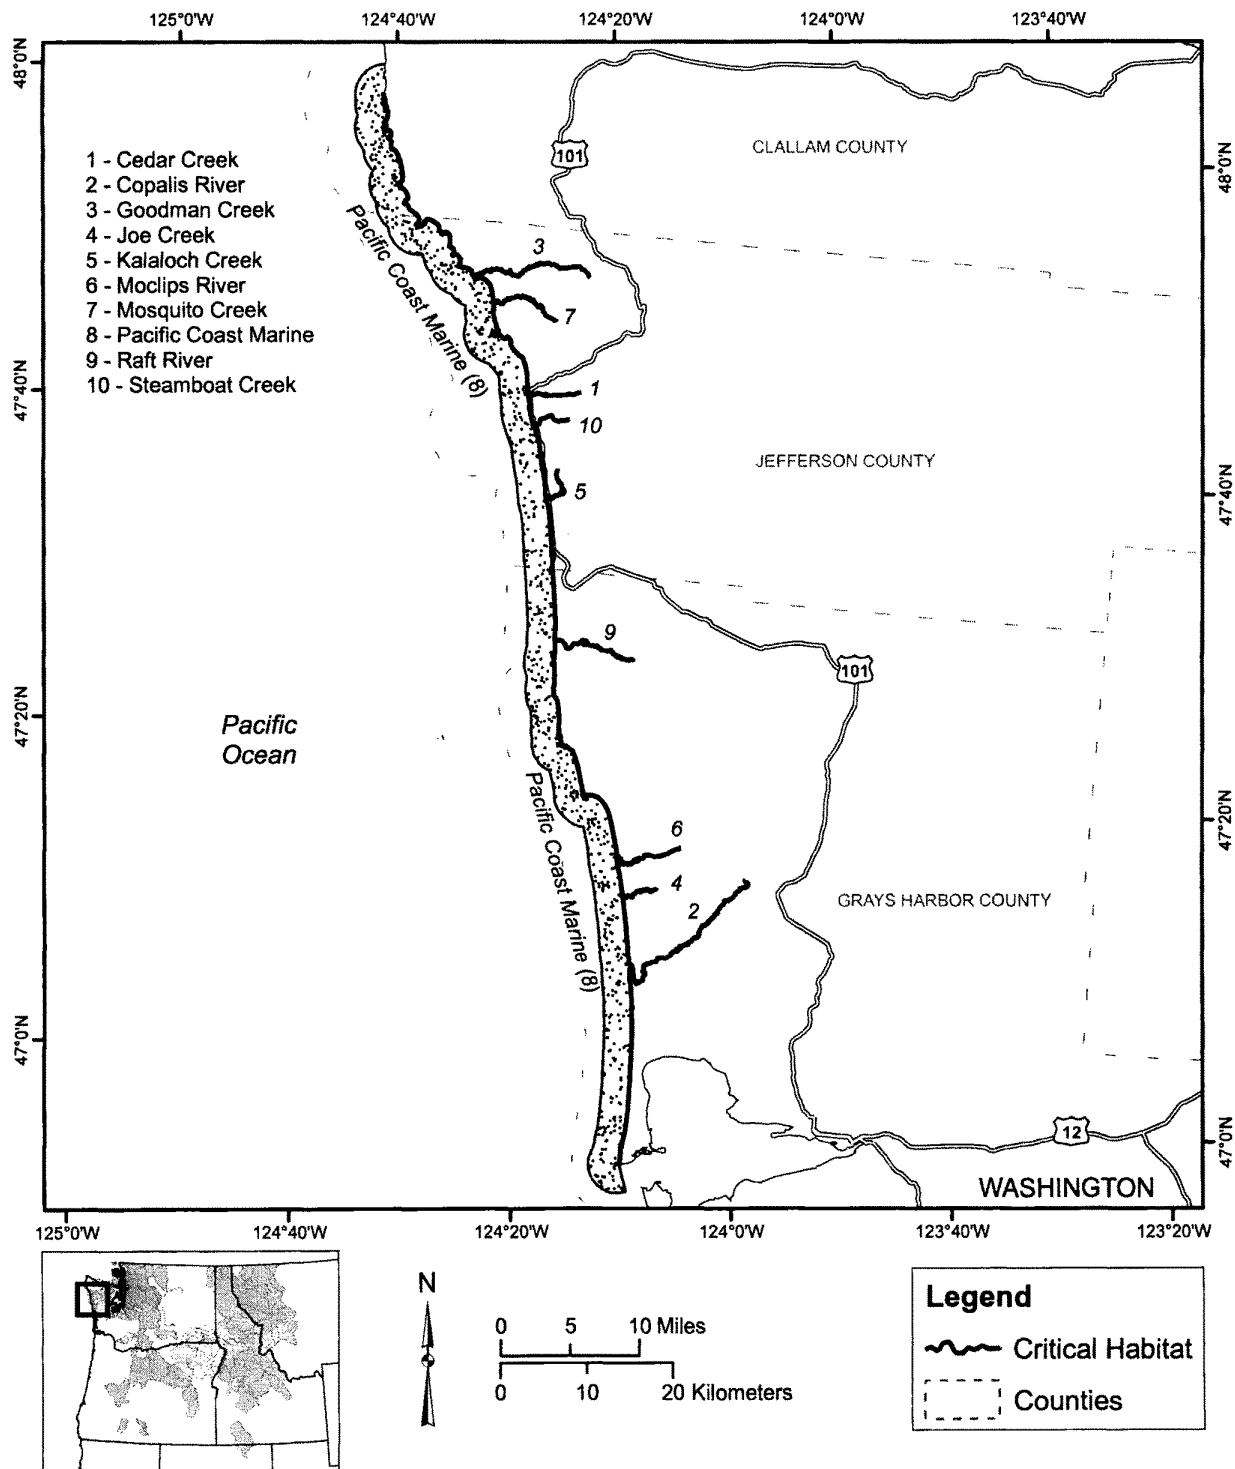 125°0'W
124°40'W
124°20'W
124°0'W
123°40'W
48°0'N
48°0'N
CLALLAM COUNTY
101
1 - Cedar Creek
2 - Copalis River
3 - Goodman Creek
4 - Joe Creek
5 - Kalaloch Creek
6 - Moclips River
7 - Mosquito Creek
8 - Pacific Coast Marine
9 - Raft River
10 - Steamboat Creek
Pacific Coast Marine (8)
3
7
1
10
5
47°40'N
47°40'N
JEFFERSON COUNTY
9
101
Pacific
Ocean
47°20'N
47°20'N
Pacific Coast Marine (8)
6
4
2
GRAYS HARBOR COUNTY
47°0'N
47°0'N
12
WASHINGTON
125°0'W
124°40'W
124°20'W
124°0'W
123°40'W
123°20'W
N
0
5
10 Miles
0
10
20 Kilometers
Legend
Critical Habitat
Counties